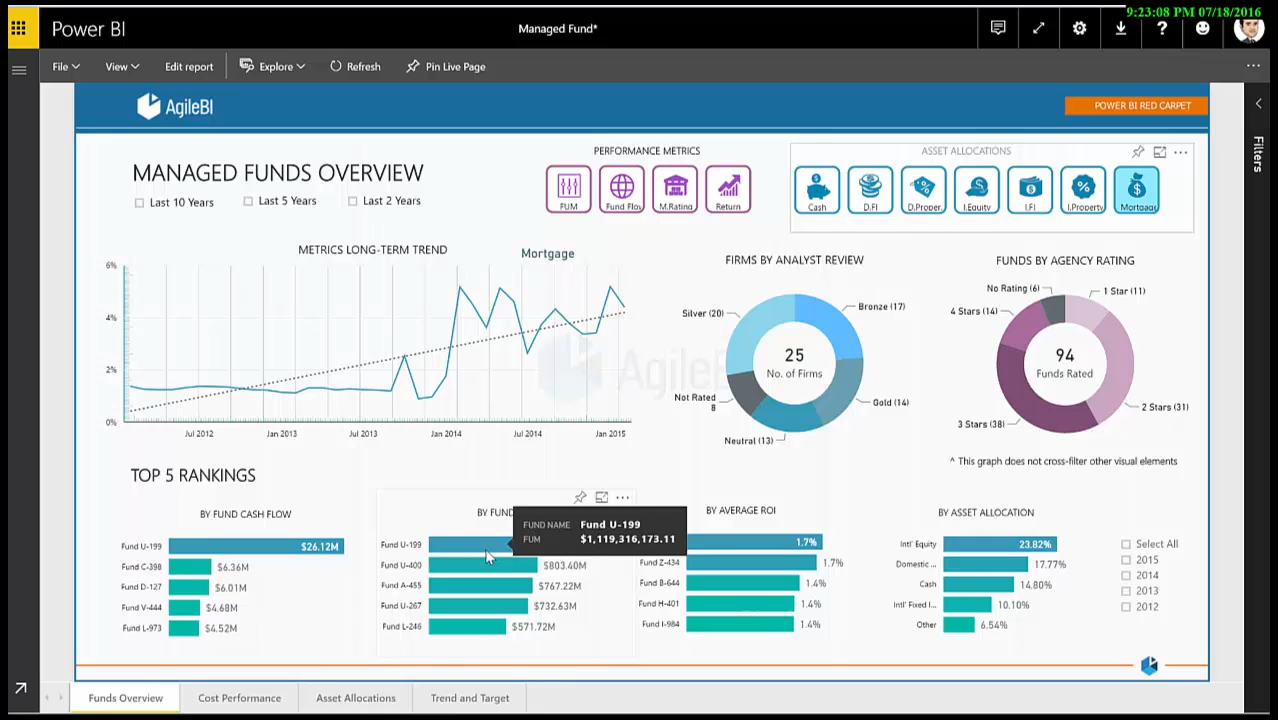 9:23:08 PM 07/18/2016
Power BI
Managed Fund*
?
File
View
Edit report
Explore
Refresh
Pin Live Page
AgileBI
POWER BI RED CARPET
Filters
MANAGED FUNDS OVERVIEW
Last 10 Years
Last 5 Years
Last 2 Years
PERFORMANCE METRICS
FUM
Fund Flo
M.Rating
Return
ASSET ALLOCATIONS
Cash
D.FI
D.Proper
I.Equity
I.FI
I.Property
Mortgag
METRICS LONG-TERM TREND
Mortgage
6%
4%
2%
0%
Jul 2012
Jan 2013
Jul 2013
Jan 2014
Jul 2014
Jan 2015
AgileB
FIRMS BY ANALYST REVIEW
Silver (20)
Bronze (17)
25
No. of Firms
Not Rated
8
Gold (14)
Neutral (13)
FUNDS BY AGENCY RATING
No Rating (6)
1 Star (11)
4 Stars (14)
94
Funds Rated
2 Stars (31)
3 Stars (38)
^ This graph does not cross-filter other visual elements
TOP 5 RANKINGS
BY FUND CASH FLOW
Fund U-199 $26.12M
Fund C-398 $6.36M
Fund D-127 $6.01M
Fund V-444 $4.68M
Fund L-973 $4.52M
BY FUND
FUND NAME Fund U-199
FUM $1,119,316,173.11
Fund U-199
Fund U-400 $803.40M
Fund A-455 $767.22M
Fund U-267 $732.63M
Fund L-246 $571.72M
BY AVERAGE ROI
1.7%
Fund Z-434 1.7%
Fund B-644 1.4%
Fund H-401 1.4%
Fund I-984 1.4%
BY ASSET ALLOCATION
Intl' Equity 23.82%
Domestic ... 17.77%
Cash 14.80%
Intl' Fixed I... 10.10%
Other 6.54%
Select All
2015
2014
2013
2012
Funds Overview
Cost Performance
Asset Allocations
Trend and Target